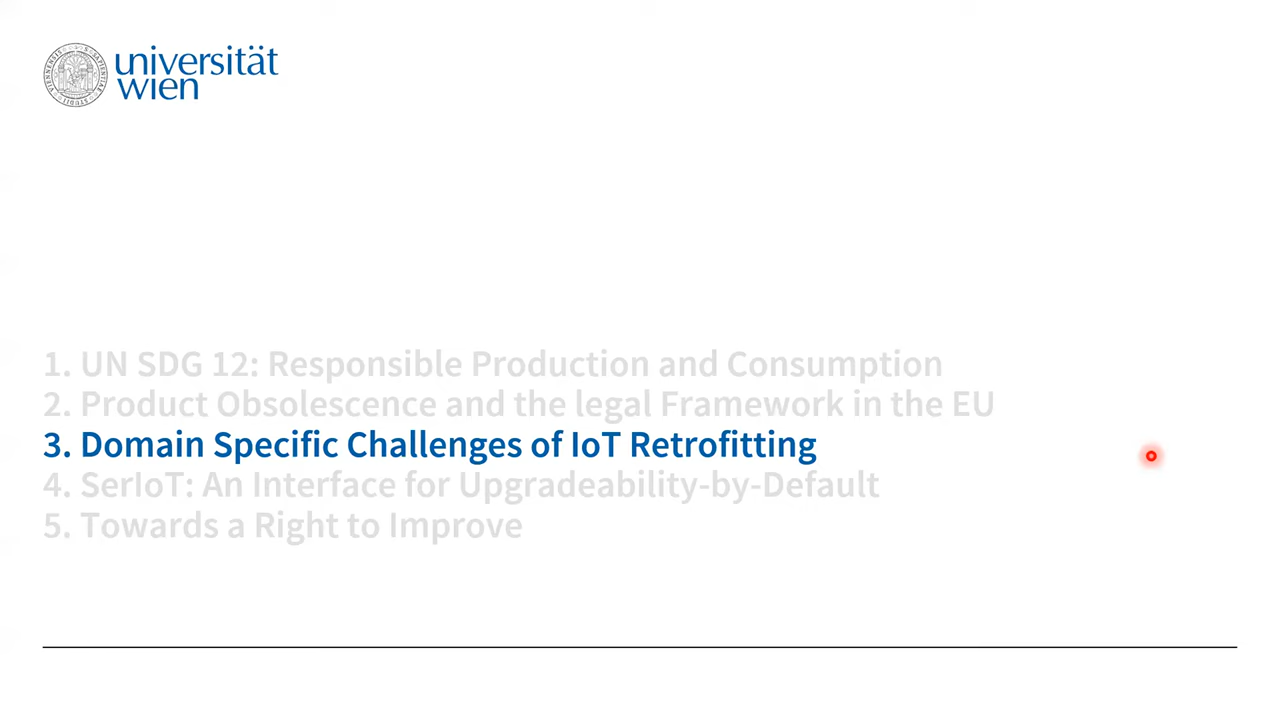 universität
wien
1. UN SDG 12: Responsible Production and Consumption
2. Product Obsolescence and the legal Framework in the EU
3. Domain Specific Challenges of IoT Retrofitting
4. SerIoT: An Interface for Upgradeability-by-Default
5. Towards a Right to Improve